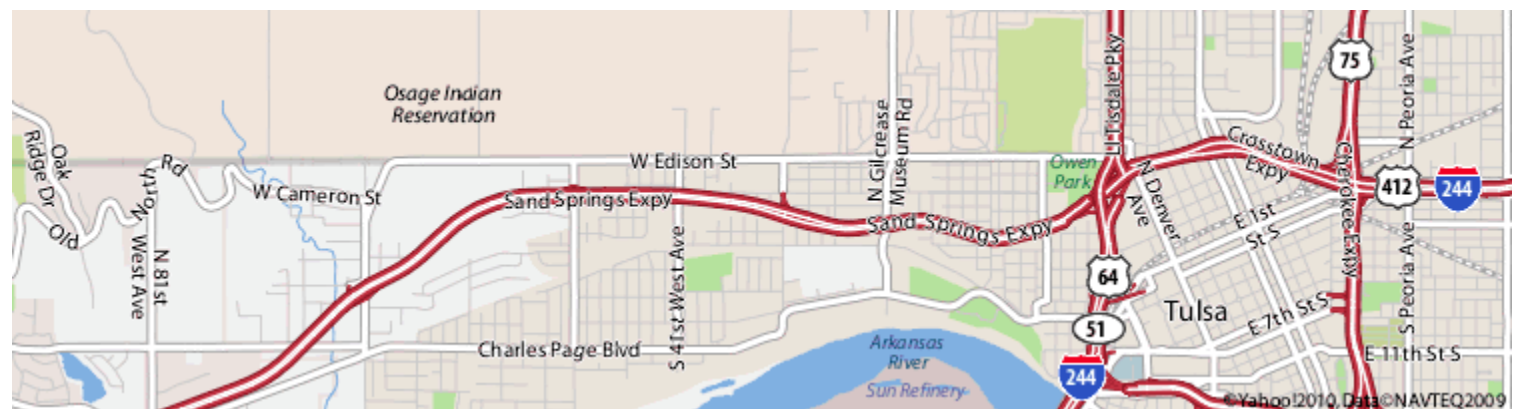 75
N Peoria Ave
Ll Tisdale Pky
Osage Indian
Reservation
N Gilcrease
Museum Rd
Oak
Ridge Dr
Rd
W Edison St
Owen
Park
Crosstown
Expy
North
Old
W Cameron St
Sand Springs Expy
N Denver
Ave
Cherokee Expy
412
244
Sand Springs Expy
E 1st
St S
N 81st
West Ave
S 41st West Ave
64
Tulsa
E 7th St S
S Peoria Ave
51
Charles Page Blvd
Arkansas
River
E 11th St S
244
Sun Refinery
©Yahoo!2010, Data©NAVTEQ2009